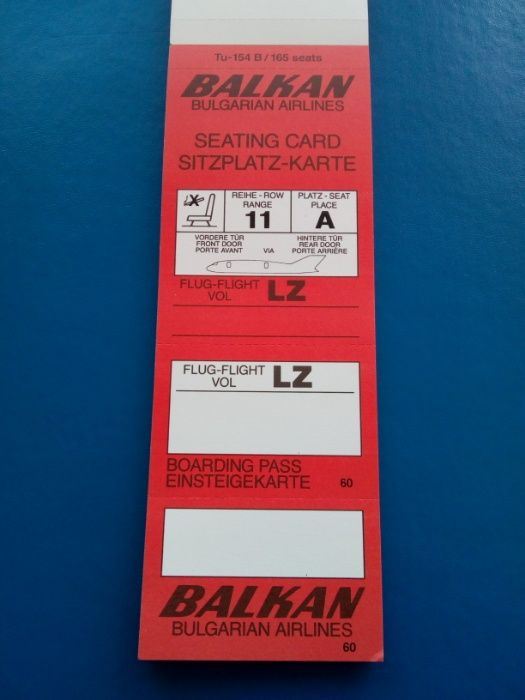 Tu-154 B / 165 seats
BALKAN
BULGARIAN AIRLINES
SEATING CARD
SITZPLATZ-KARTE
REIHE - ROW
RANGE
11
PLATZ - SEAT
PLACE
A
VORDERE TÜR
FRONT DOOR
PORTE AVANT
VIA
HINTERE TÜR
REAR DOOR
PORTE ARRIÈRE
FLUG-FLIGHT
VOL
LZ
FLUG-FLIGHT
VOL
LZ
BOARDING PASS
EINSTEIGEKARTE
60
BALKAN
BULGARIAN AIRLINES
60